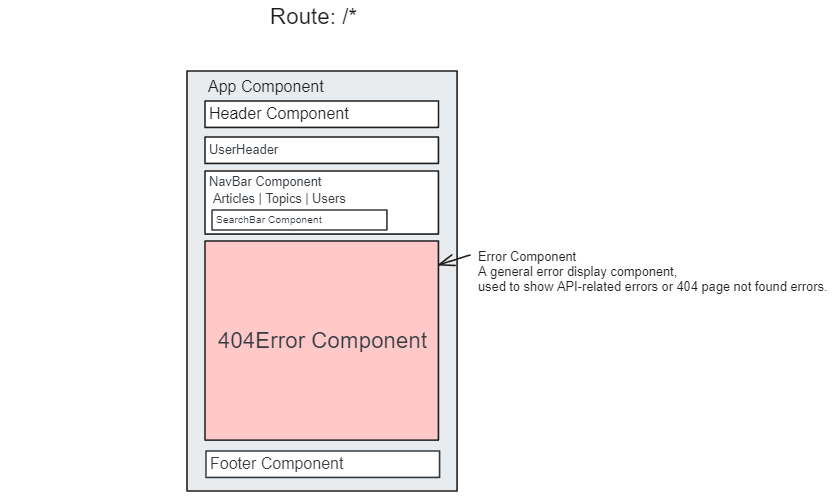 Route: /*
App Component
Header Component
UserHeader
NavBar Component
Articles | Topics | Users
SearchBar Component
Error Component
A general error display component,
used to show API-related errors or 404 page not found errors.
404Error Component
Footer Component